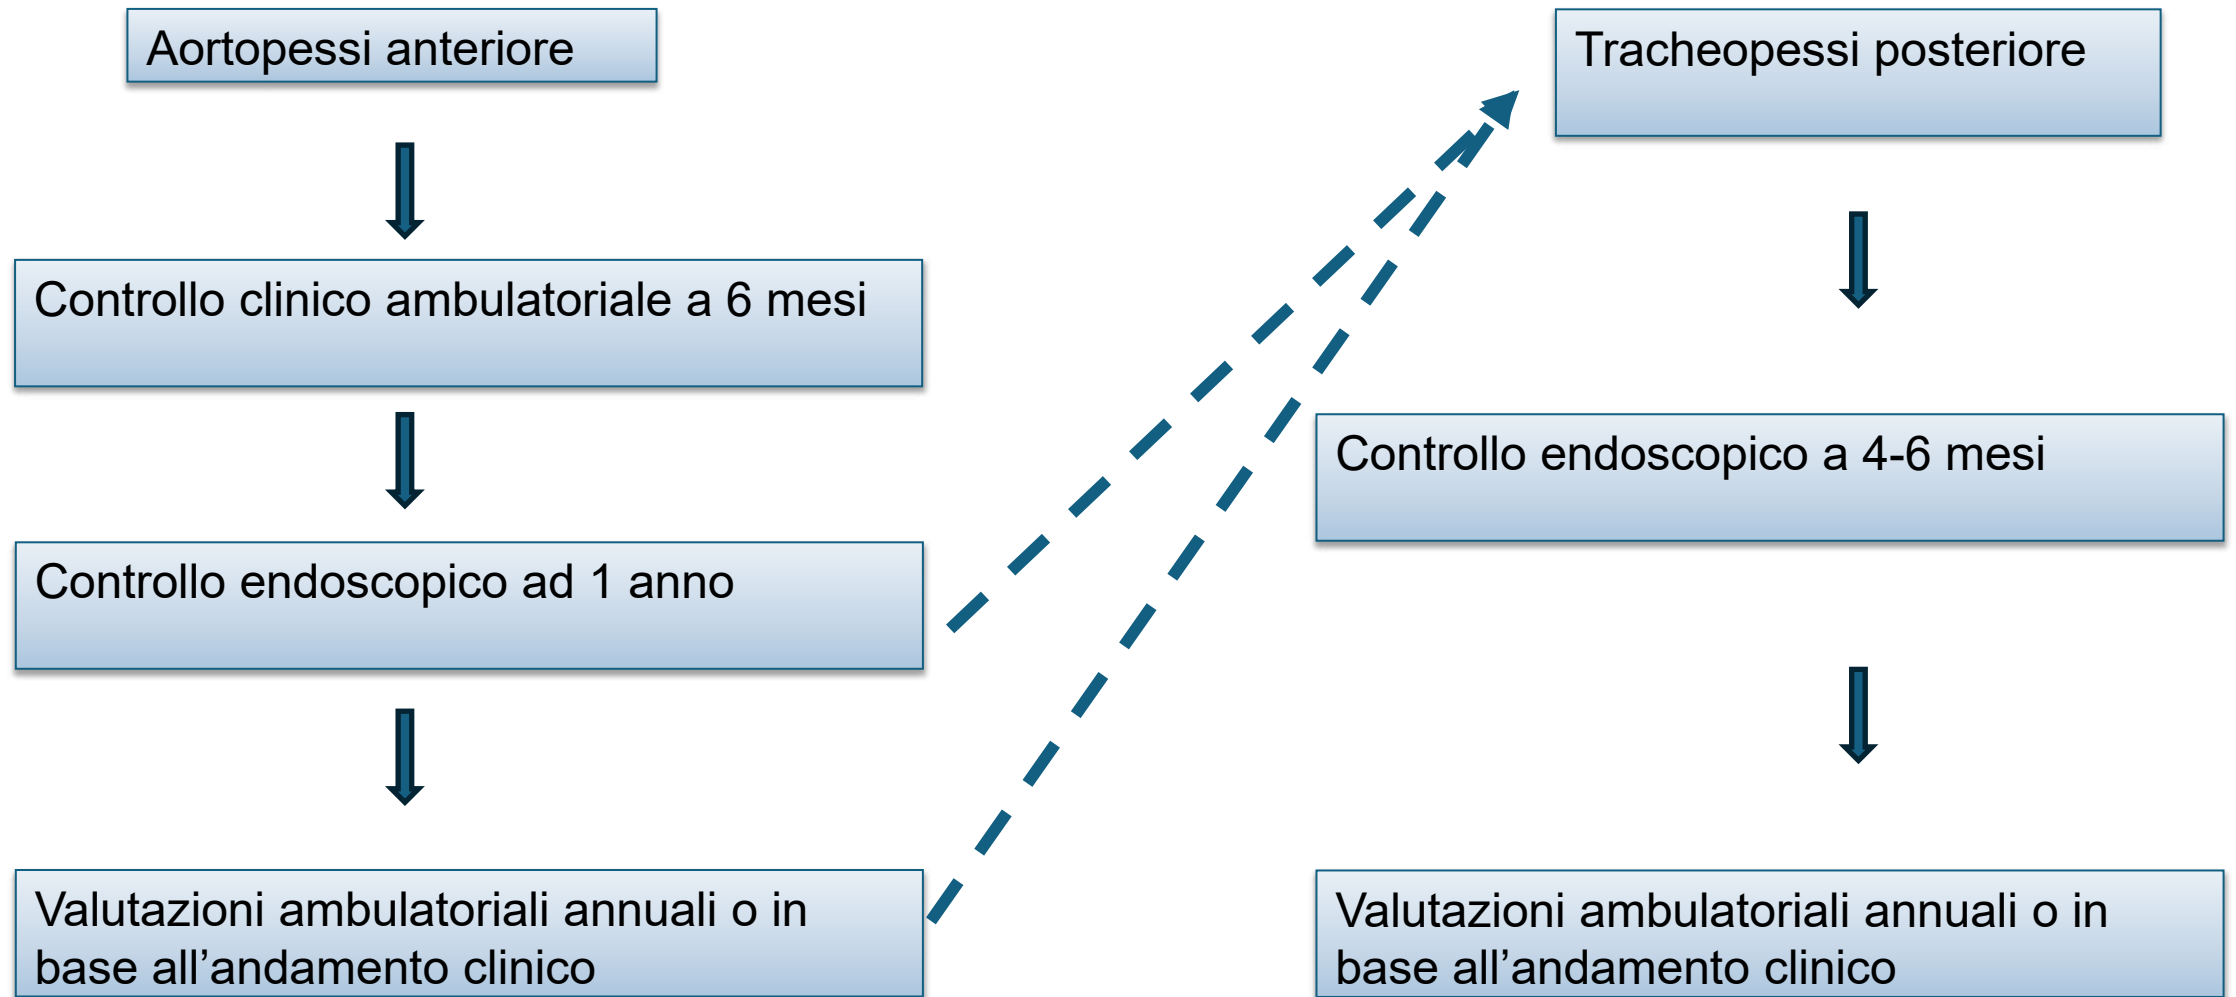 Aortopessi anteriore
Controllo clinico ambulatoriale a 6 mesi
Controllo endoscopico ad 1 anno
Valutazioni ambulatoriali annuali o in
base all’andamento clinico
Tracheopessi posteriore
Controllo endoscopico a 4-6 mesi
Valutazioni ambulatoriali annuali o in
base all’andamento clinico